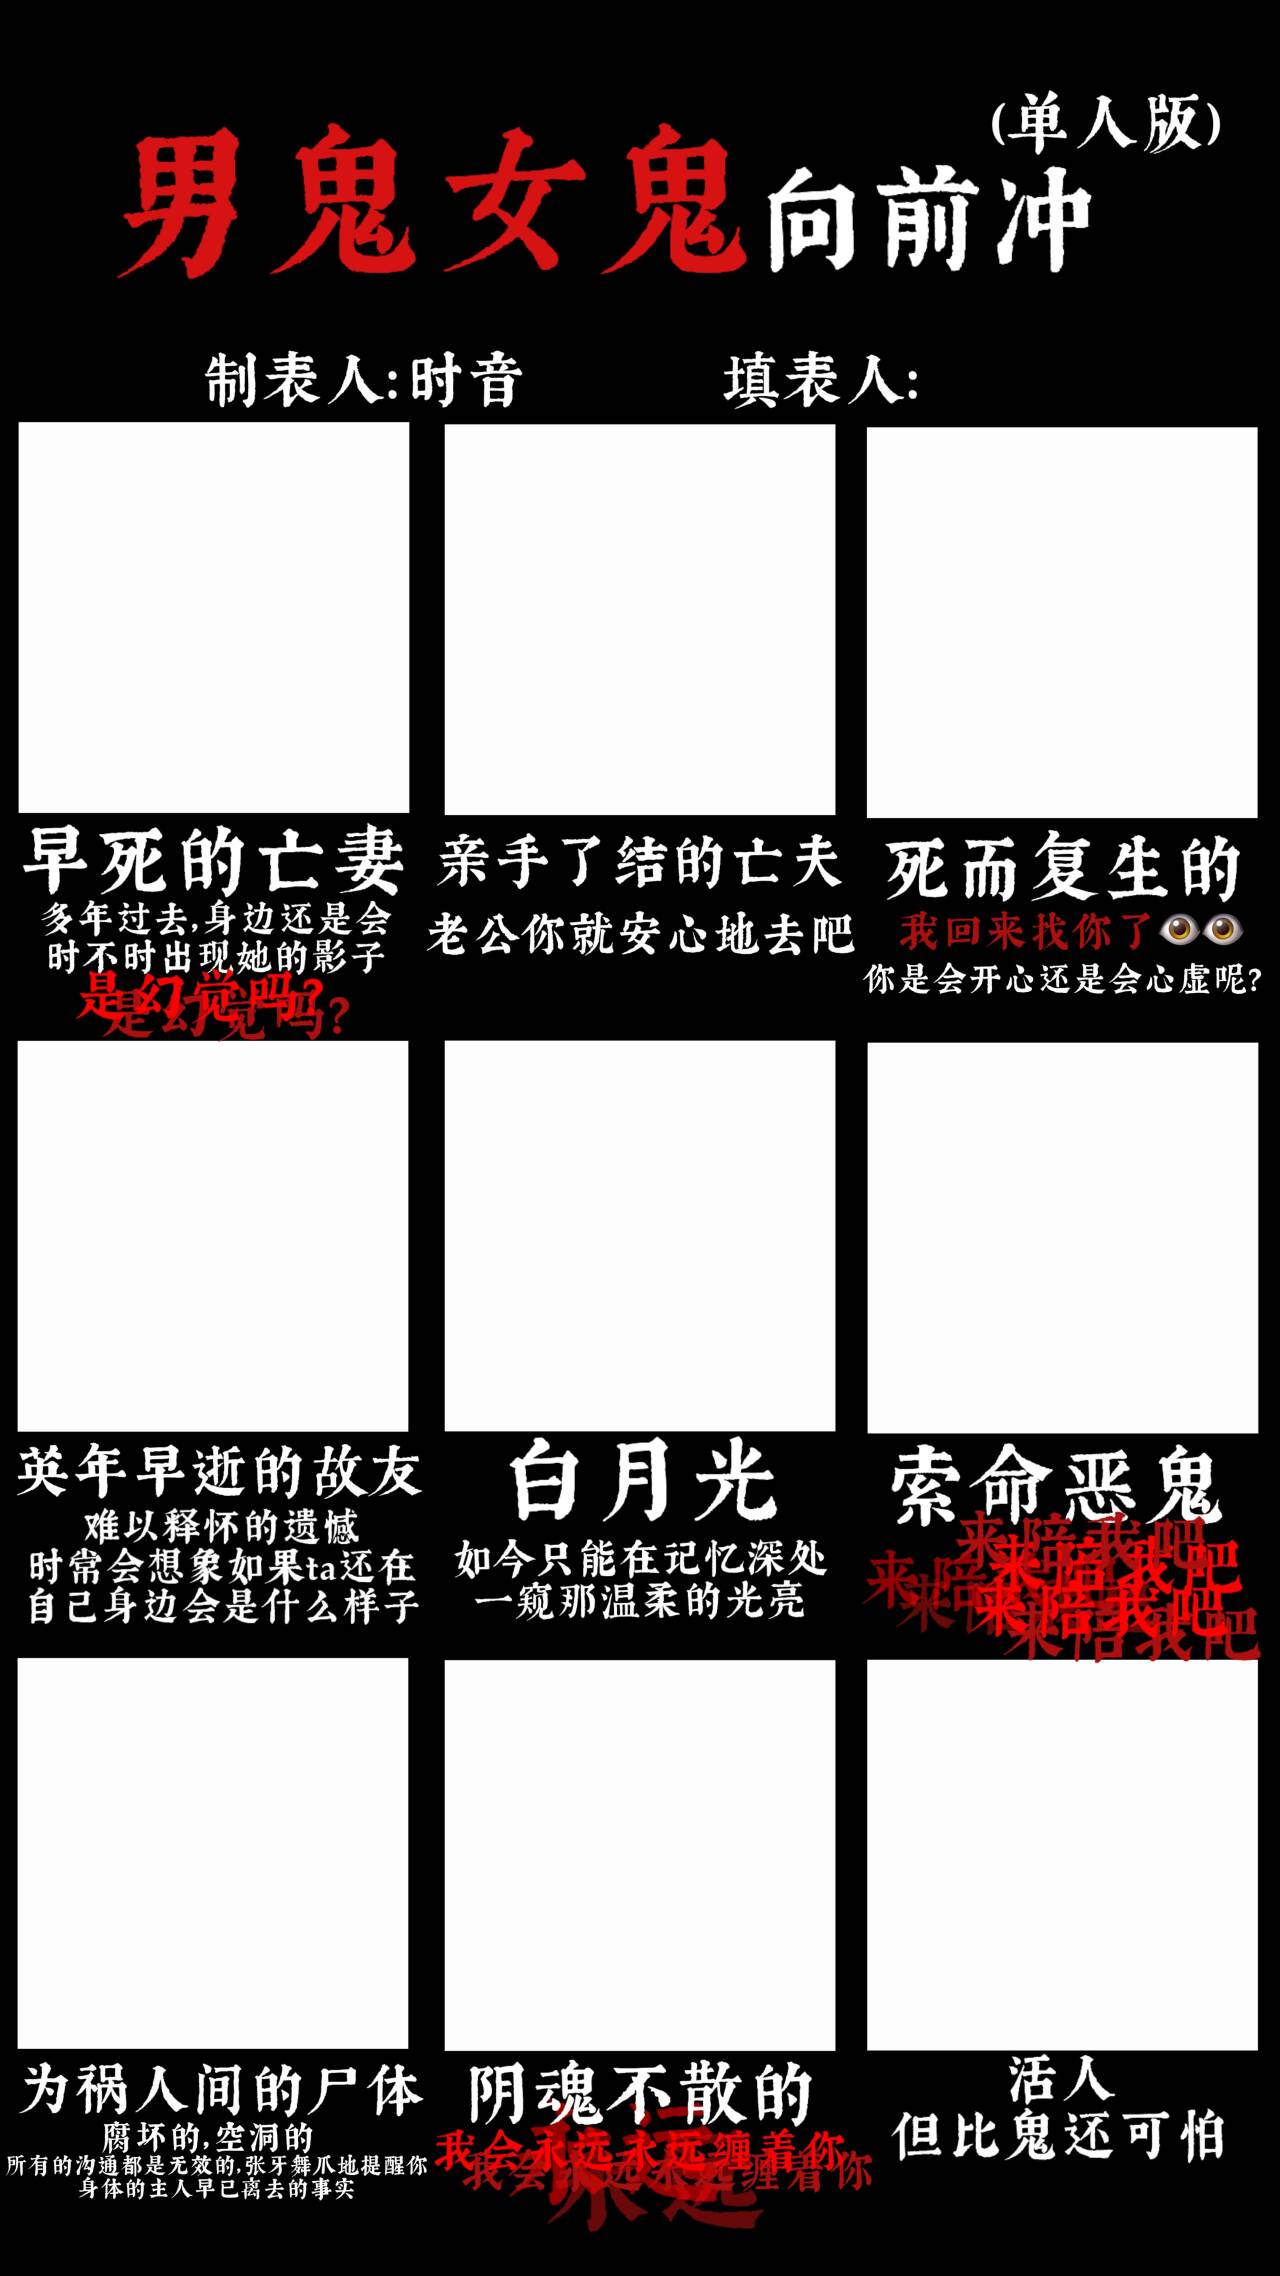 (单人版)
男鬼女鬼向前冲
制表人:时音
填表人:
早死的亡妻
多年过去,身边还是会
时不时出现她的影子
是幻觉吗?
是幻觉吗?
亲手了结的亡夫
老公你就安心地去吧
死而复生的
我回来找你了👁️👁️
你是会开心还是会心虚呢?
英年早逝的故友
难以释怀的遗憾
时常会想象如果ta还在
自己身边会是什么样子
白月光
如今只能在记忆深处
一窥那温柔的光亮
索命恶鬼
来陪我吧
来陪我吧
来陪我吧
来陪我吧
来陪我吧
来陪我吧
为祸人间的尸体
腐坏的,空洞的
所有的沟通都是无效的,张牙舞爪地提醒你
身体的主人早已离去的事实
阴魂不散的
我会永远永远缠着你
我会永远永远缠着你
永远
活人
但比鬼还可怕